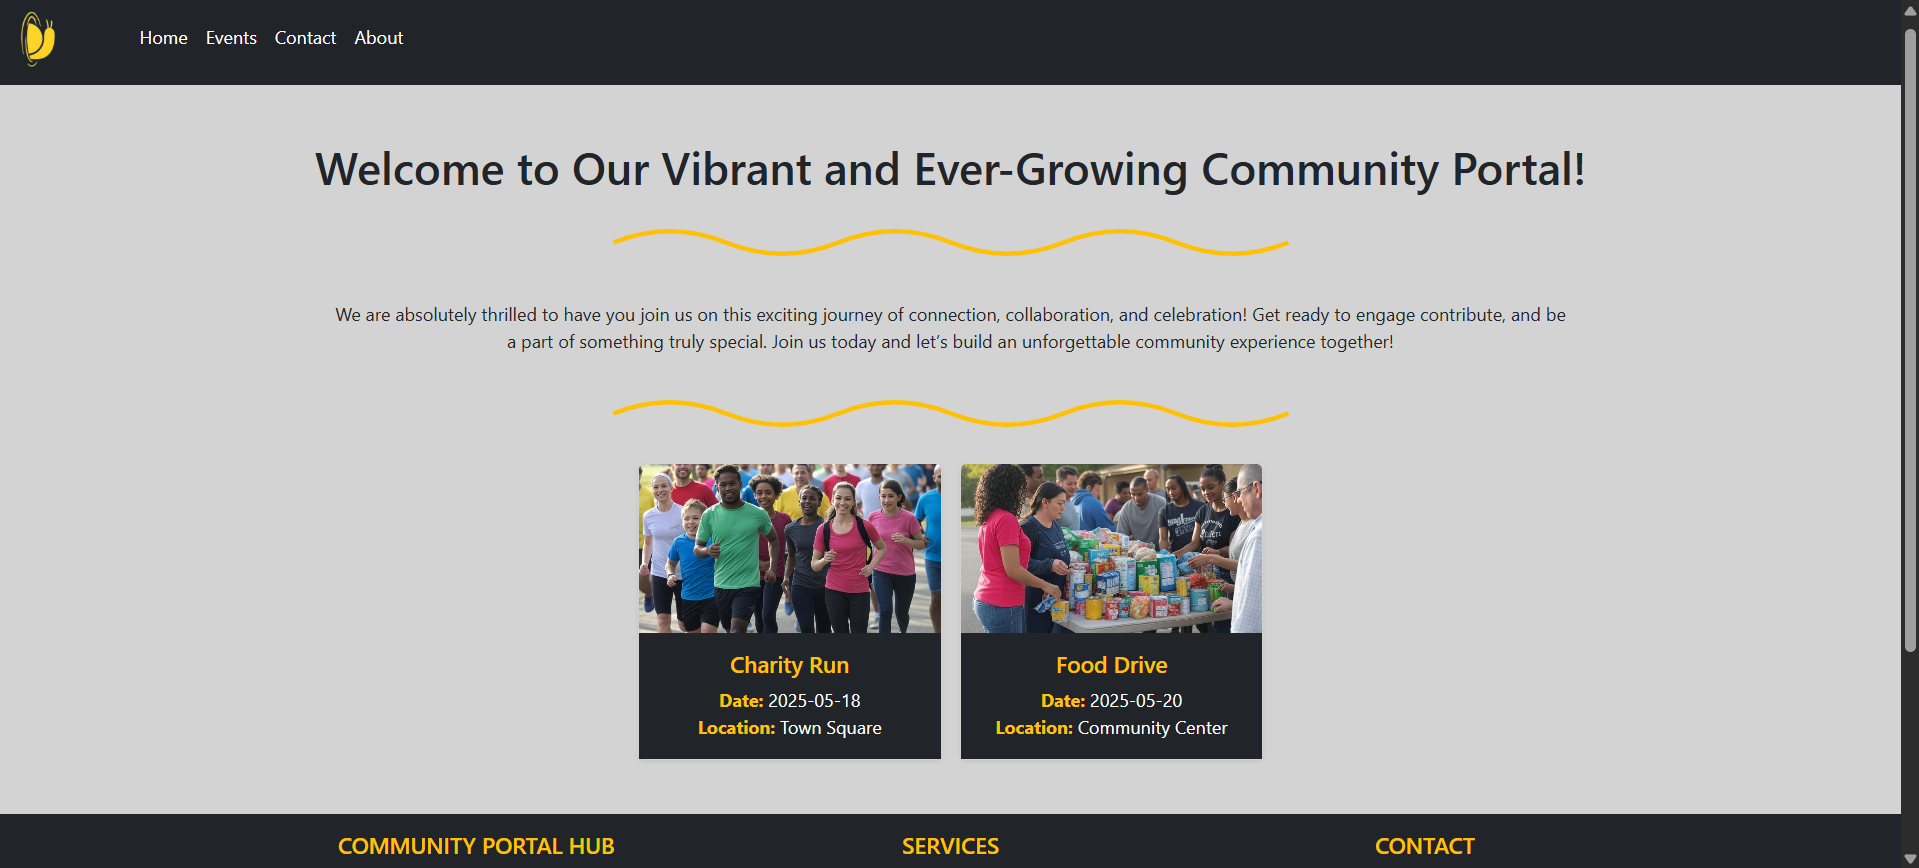 Home Events Contact About
Welcome to Our Vibrant and Ever-Growing Community Portal!
We are absolutely thrilled to have you join us on this exciting journey of connection, collaboration, and celebration! Get ready to engage contribute, and be
a part of something truly special. Join us today and let’s build an unforgettable community experience together!
Charity Run
Date: 2025-05-18
Location: Town Square
Food Drive
Date: 2025-05-20
Location: Community Center
COMMUNITY PORTAL HUB
SERVICES
CONTACT